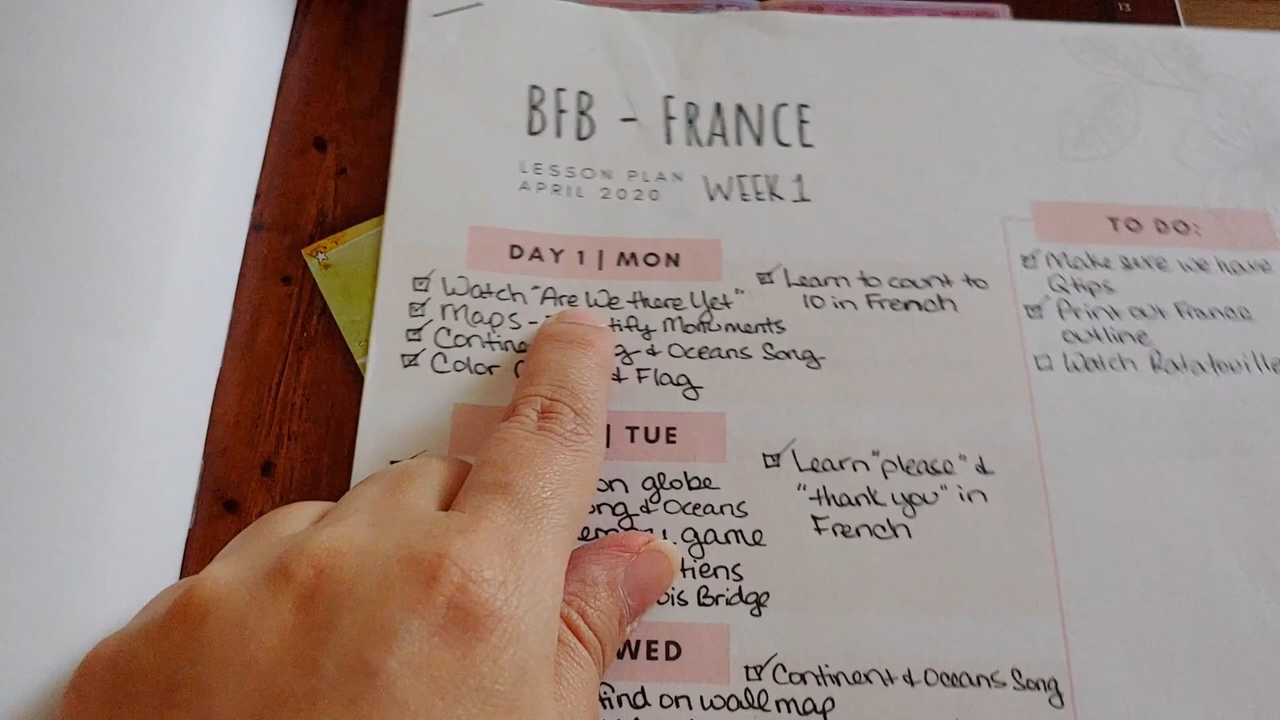 13
BFB - FRANCE
LESSON PLAN
APRIL 2020
WEEK 1
DAY 1 | MON
Watch "Are We there Yet"
Maps -
tify Monuments
& Oceans Song
Color
& Flag
Learn to count to
10 in French
| TUE
on globe
& Oceans
game
tiens
Bridge
Learn "please" &
"thank you" in
French
WED
find on wall map
Continent & Oceans Song
TO DO:
Make sure we have
Qtips
Print out France
outline
Watch Ratatouille